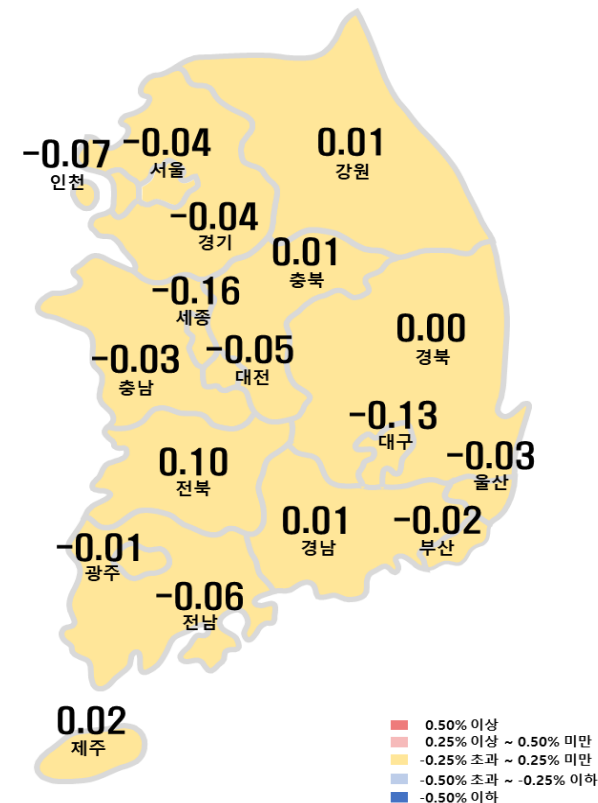 0.01
강원
-0.04
서울
-0.07
인천
-0.04
경기
0.01
충북
-0.16
세종
0.00
경북
-0.05
대전
-0.03
충남
-0.13
대구
-0.03
울산
0.10
전북
0.01
경남
-0.02
부산
-0.01
광주
-0.06
전남
0.02
제주
0.50% 이상
0.25% 이상 ~ 0.50% 미만
-0.25% 초과 ~ 0.25% 미만
-0.50% 초과 ~ -0.25% 이하
-0.50% 이하